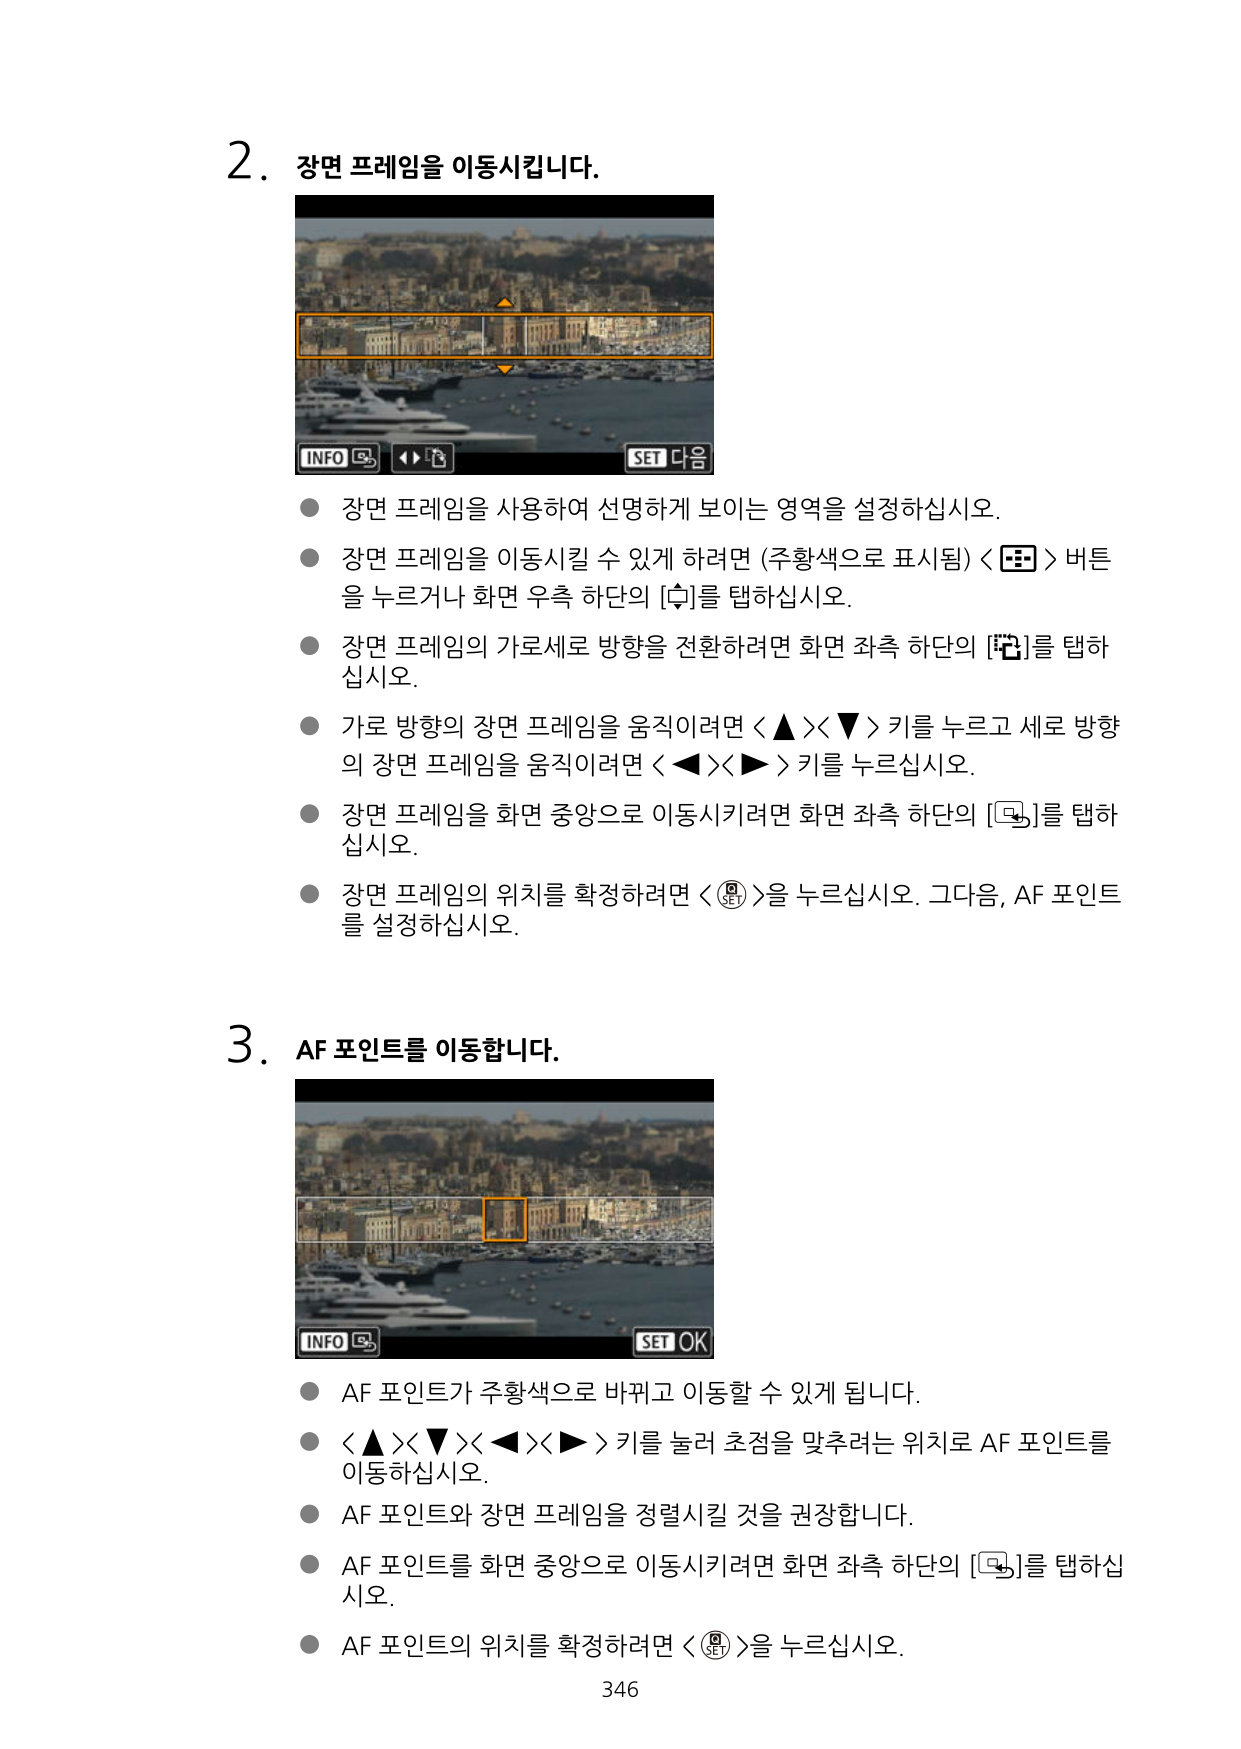 2. 장면 프레임을 이동시킵니다.
INFO
SET 다음
● 장면 프레임을 사용하여 선명하게 보이는 영역을 설정하십시오.
● 장면 프레임을 이동시킬 수 있게 하려면 (주황색으로 표시됨) < > 버튼
을 누르거나 화면 우측 하단의 [ ]를 탭하십시오.
● 장면 프레임의 가로세로 방향을 전환하려면 화면 좌측 하단의 [ ]를 탭하
십시오.
● 가로 방향의 장면 프레임을 움직이려면 < ▲ >< ▼ > 키를 누르고 세로 방향
의 장면 프레임을 움직이려면 < ◀ >< ▶ > 키를 누르십시오.
● 장면 프레임을 화면 중앙으로 이동시키려면 화면 좌측 하단의 [ ]를 탭하
십시오.
● 장면 프레임의 위치를 확정하려면 < Q SET >을 누르십시오. 그다음, AF 포인트
를 설정하십시오.
3. AF 포인트를 이동합니다.
INFO
SET OK
● AF 포인트가 주황색으로 바뀌고 이동할 수 있게 됩니다.
● < ▲ >< ▼ >< ◀ >< ▶ > 키를 눌러 초점을 맞추려는 위치로 AF 포인트를
이동하십시오.
● AF 포인트와 장면 프레임을 정렬시킬 것을 권장합니다.
● AF 포인트를 화면 중앙으로 이동시키려면 화면 좌측 하단의 [ ]를 탭하십
시오.
● AF 포인트의 위치를 확정하려면 < Q SET >을 누르십시오.
346